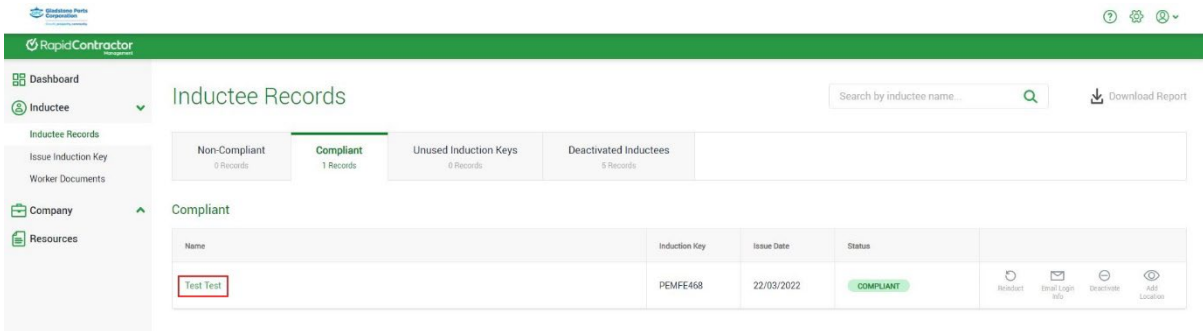 Gladstone Ports
Corporation
RapidContractor
Management
Dashboard
Inductee
Inductee Records
Issue Induction Key
Worker Documents
Company
Resources
Inductee Records
Search by inductee name...
Download Report
Non-Compliant
0 Records
Compliant
1 Records
Unused Induction Keys
0 Records
Deactivated Inductees
5 Records
Compliant
Name
Induction Key
Issue Date
Status
Test Test
PEMFE468
22/03/2022
COMPLIANT
Reinduct
Email Login
Info
Deactivate
Add
Location